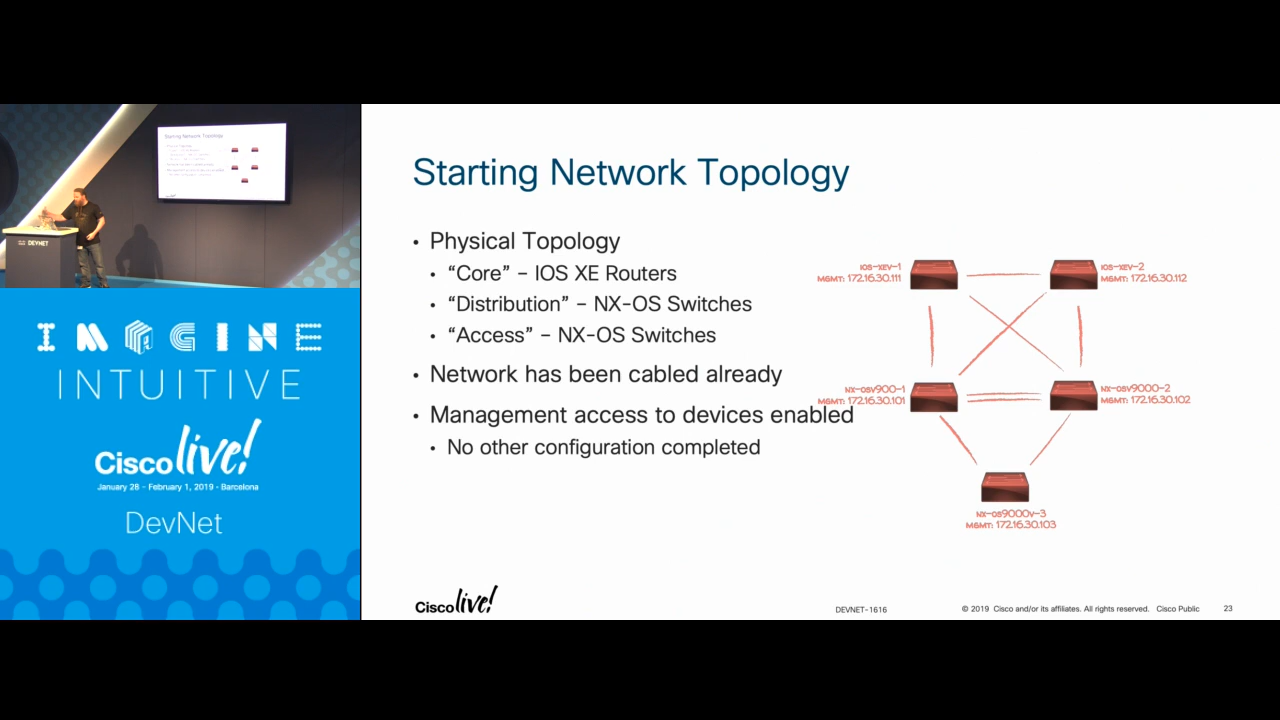 Starting Network Topology
• Physical Topology
• “Core” – IOS XE Routers
• “Distribution” – NX-OS Switches
• “Access” – NX-OS Switches
• Network has been cabled already
• Management access to devices enabled
• No other configuration completed
IOS-XEV-1
MGMT: 172.16.30.111
IOS-XEV-2
MGMT: 172.16.30.112
NX-OSV900-1
MGMT: 172.16.30.101
NX-OSV9000-2
MGMT: 172.16.30.102
NX-OS9000V-3
MGMT: 172.16.30.103
Cisco live!
DEVNET-1616
© 2019 Cisco and/or its affiliates. All rights reserved. Cisco Public
23
Starting Network Topology
DEVNET
IMAGINE
INTUITIVE
Cisco live!
January 28 - February 1, 2019 · Barcelona
DevNet